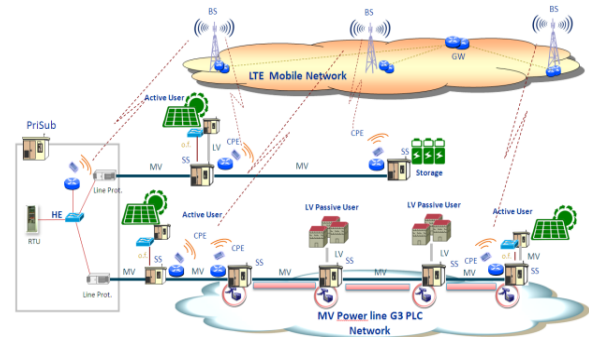 BS
BS
BS
GW
LTE Mobile Network
Active User
PriSub
o.f.
LV
CPE
CPE
MV
SS
MV
SS
Storage
Line Prot.
HE
RTU
Active User
LV Passive User
LV Passive User
Active User
o.f.
CPE
CPE
SS
LV
LV
CPE
o.f.
MV
Line Prot.
MV
MV
SS
MV
SS
MV
SS
MV
SS
MV Power line G3 PLC
Network